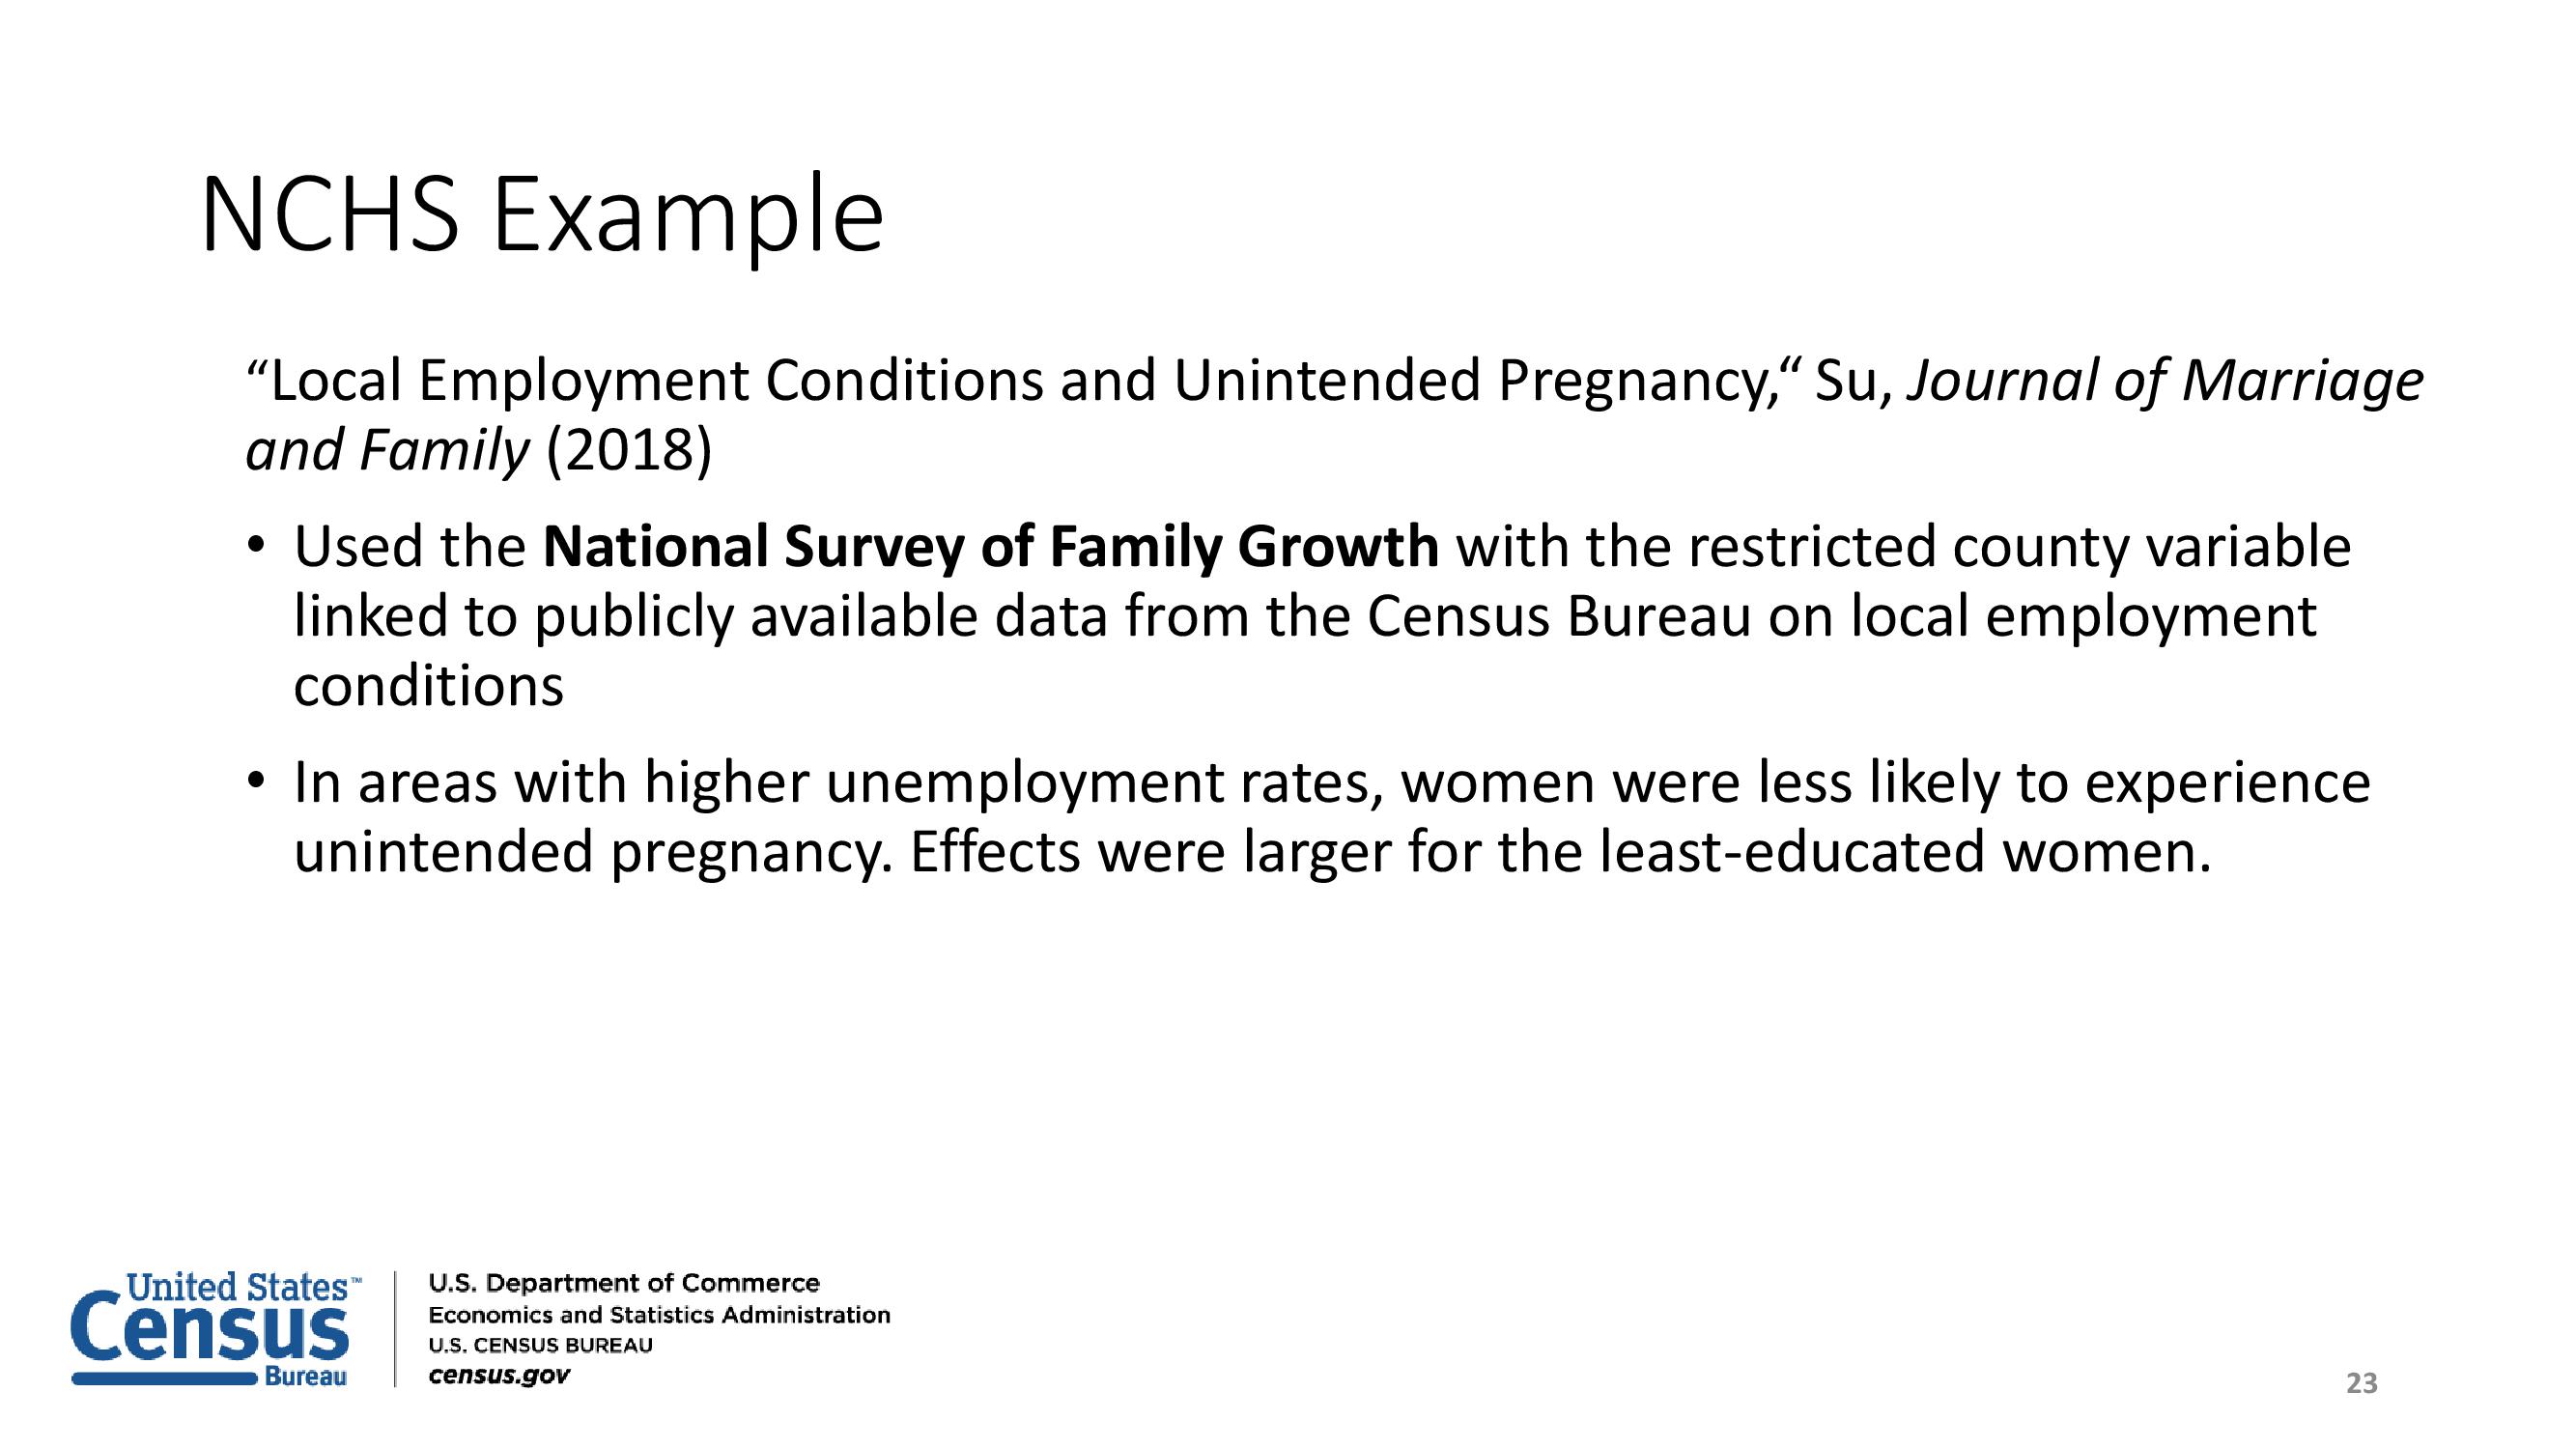 NCHS Example
“Local Employment Conditions and Unintended Pregnancy,“ Su, Journal of Marriage
and Family (2018)
• Used the National Survey of Family Growth with the restricted county variable
linked to publicly available data from the Census Bureau on local employment
conditions
• In areas with higher unemployment rates, women were less likely to experience
unintended pregnancy. Effects were larger for the least-educated women.
United States™
Census
Bureau
U.S. Department of Commerce
Economics and Statistics Administration
U.S. CENSUS BUREAU
census.gov
23